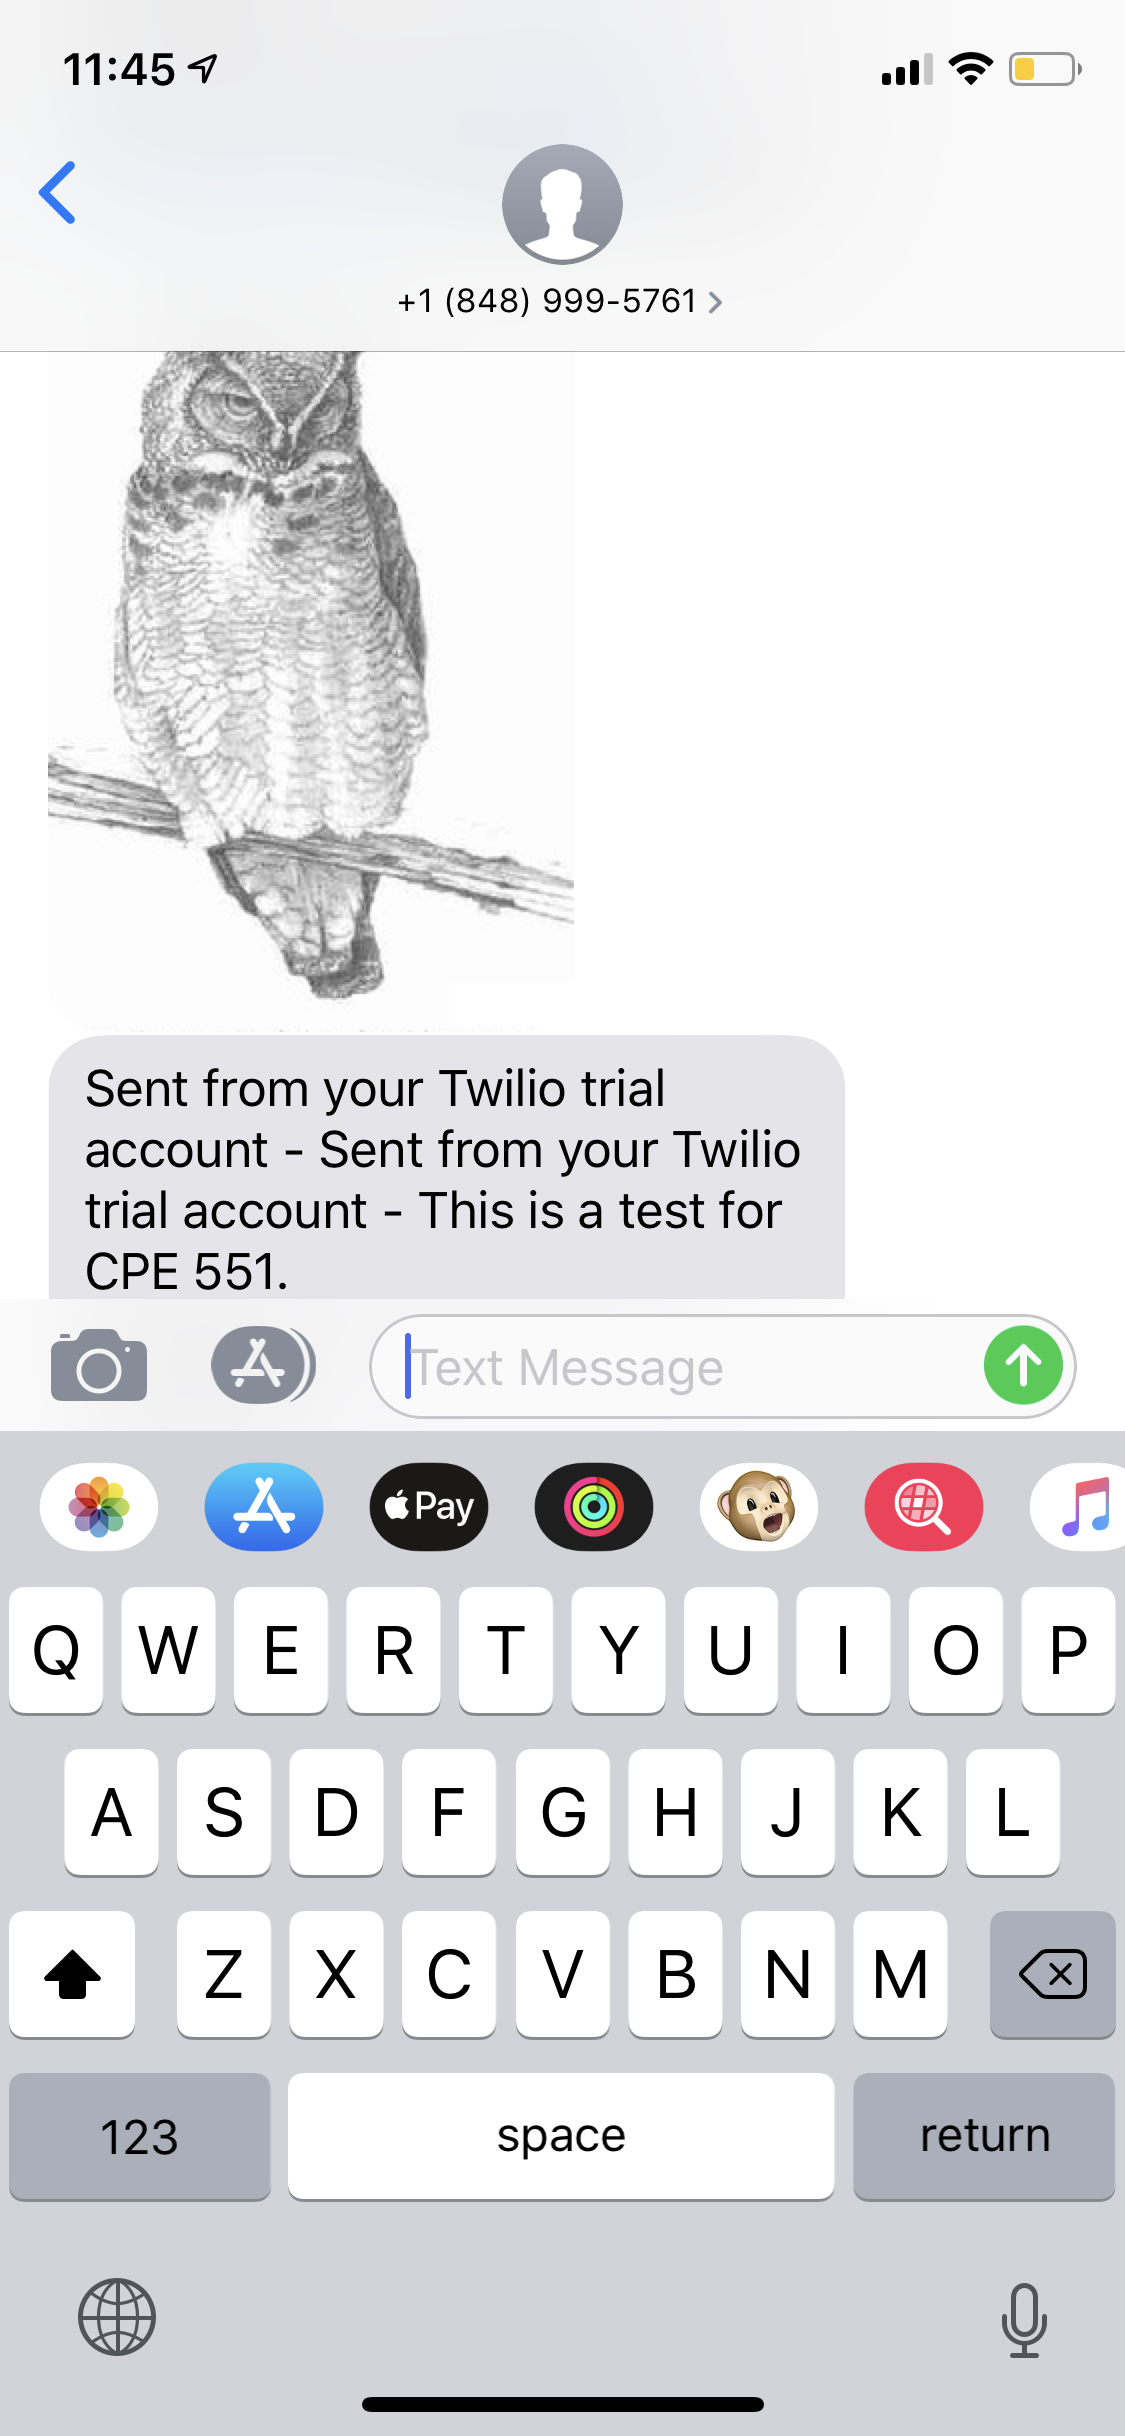 11:45
+1 (848) 999-5761
Sent from your Twilio trial
account - Sent from your Twilio
trial account - This is a test for
CPE 551.
Text Message
Pay
Q W E R T Y U I O P
A S D F G H J K L
Z X C V B N M
123 space return